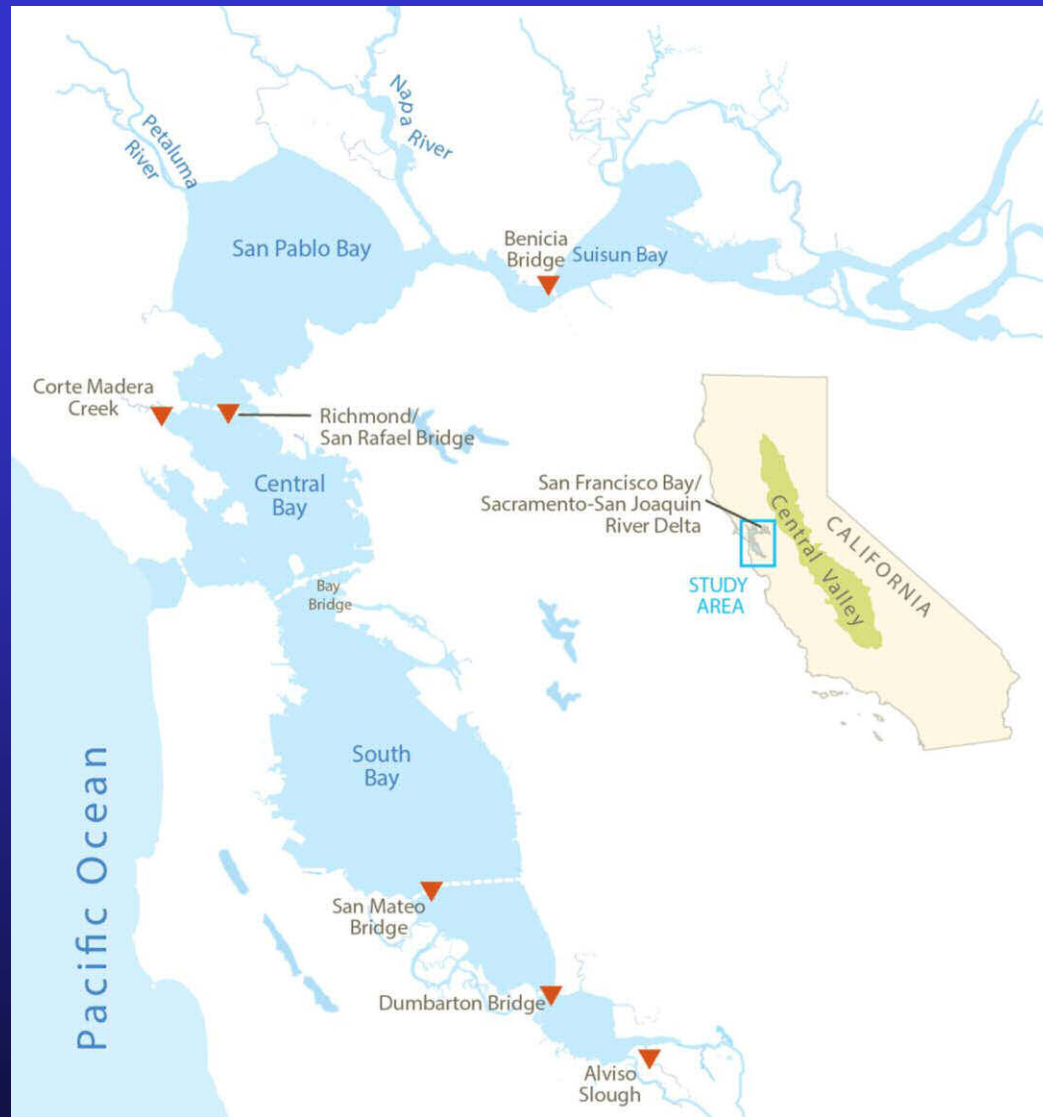 Napa
River
Petaluma
River
San Pablo Bay
Benicia
Bridge
Suisun Bay
Corte Madera
Creek
Richmond/
San Rafael Bridge
Central
Bay
San Francisco Bay/
Sacramento-San Joaquin
River Delta
Central Valley
CALIFORNIA
STUDY
AREA
Bay
Bridge
South
Bay
Pacific Ocean
San Mateo
Bridge
Dumbarton Bridge
Alviso
Slough